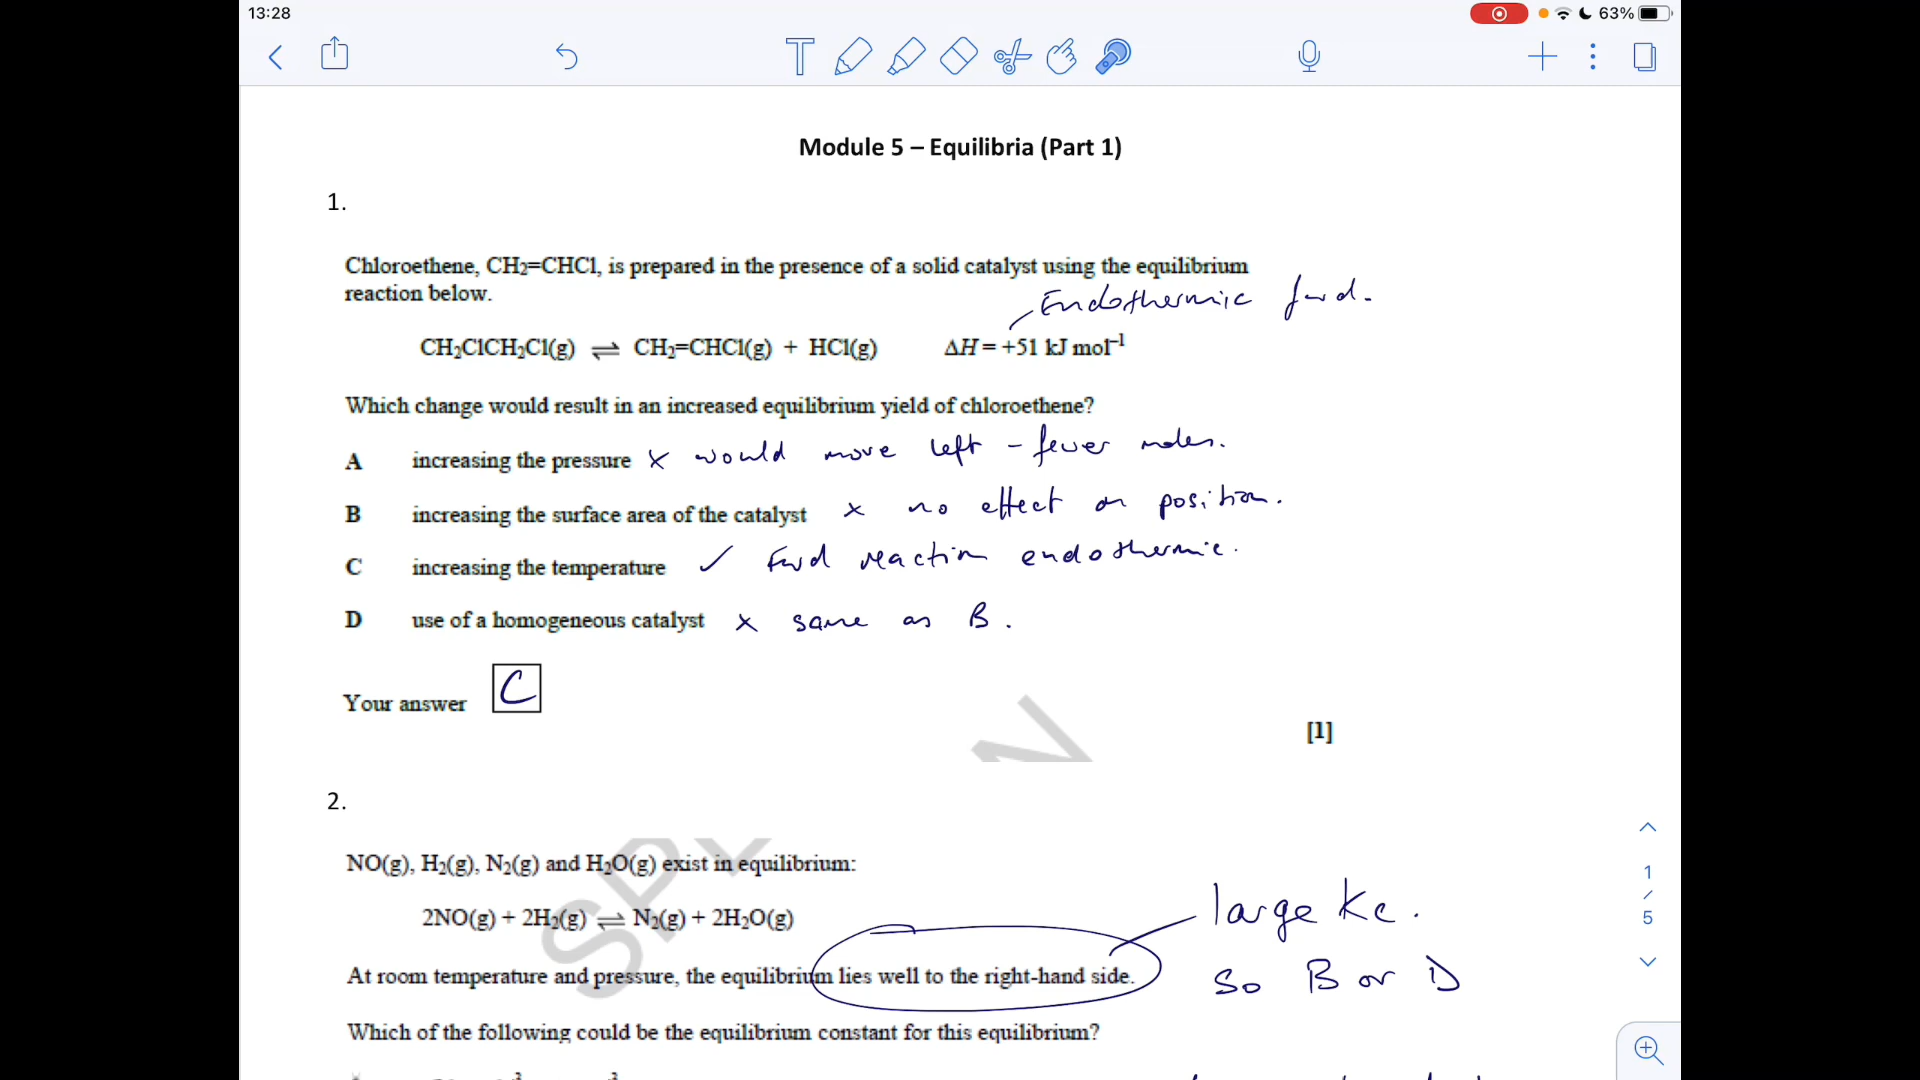 13:28
63%
Module 5 – Equilibria (Part 1)
1.
Chloroethene, CH2=CHCl, is prepared in the presence of a solid catalyst using the equilibrium
reaction below.
Endothermic fwd.
CH2ClCH2Cl(g) ⇌ CH2=CHCl(g) + HCl(g) ΔH = +51 kJ mol–1
Which change would result in an increased equilibrium yield of chloroethene?
A increasing the pressure × would move left – fewer moles.
B increasing the surface area of the catalyst × no effect on position.
C increasing the temperature ✓ Fwd reaction endothermic.
D use of a homogeneous catalyst × same as B.
Your answer C
[1]
2.
NO(g), H2(g), N2(g) and H2O(g) exist in equilibrium:
2NO(g) + 2H2(g) ⇌ N2(g) + 2H2O(g)
large Kc.
At room temperature and pressure, the equilibrium lies well to the right-hand side.
So B or D
Which of the following could be the equilibrium constant for this equilibrium?
1
/
5